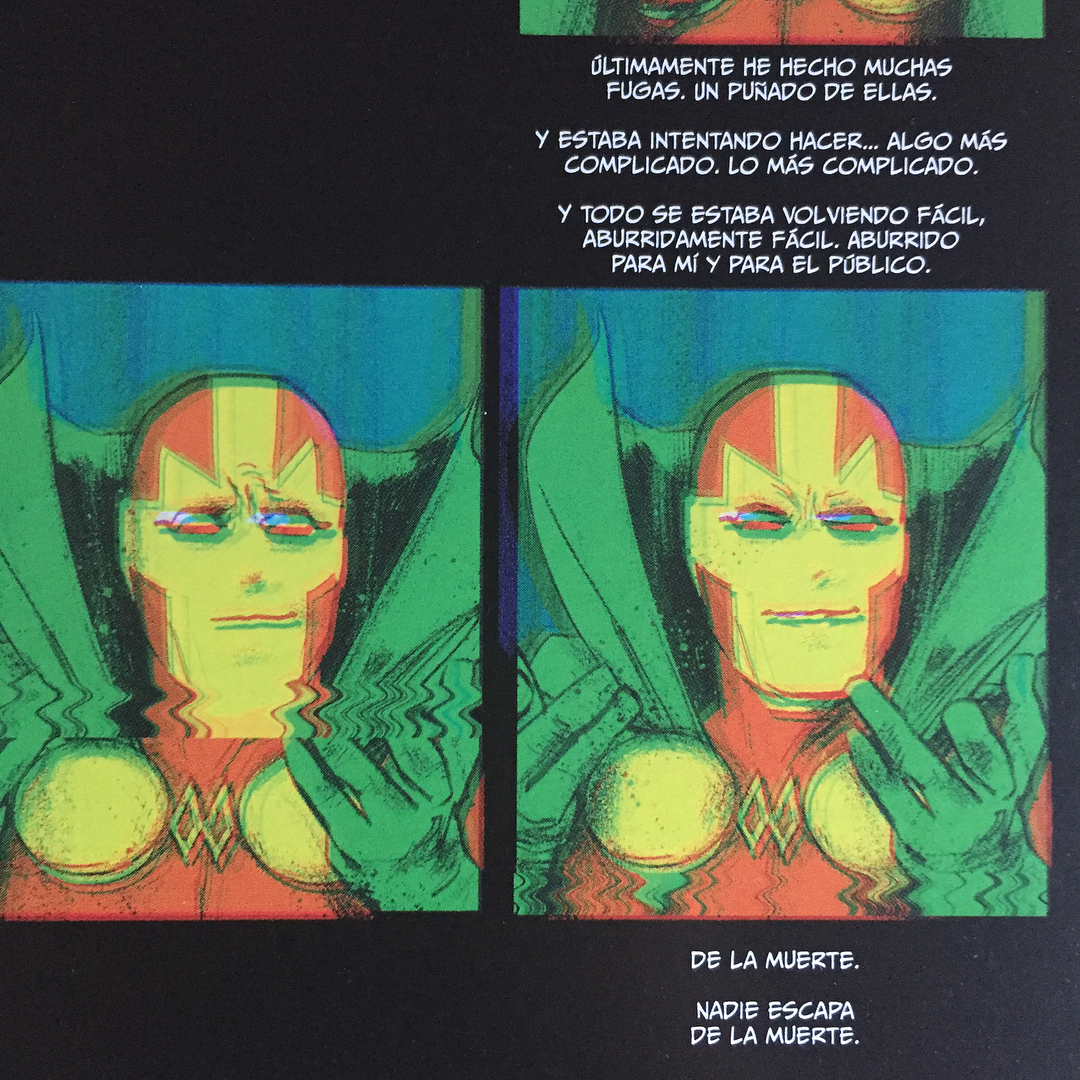 ÚLTIMAMENTE HE HECHO MUCHAS
FUGAS. UN PUÑADO DE ELLAS.
Y ESTABA INTENTANDO HACER... ALGO MÁS
COMPLICADO. LO MÁS COMPLICADO.
Y TODO SE ESTABA VOLVIENDO FÁCIL,
ABURRIDAMENTE FÁCIL. ABURRIDO
PARA MÍ Y PARA EL PÚBLICO.
DE LA MUERTE.
NADIE ESCAPA
DE LA MUERTE.